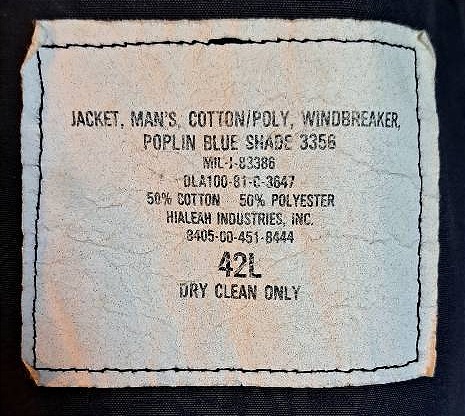 JACKET, MAN'S, COTTON/POLY, WINDBREAKER,
POPLIN BLUE SHADE 3356
MIL-J-83386
DLA100-81-C-3647
50% COTTON 50% POLYESTER
HIALEAH INDUSTRIES, INC.
8405-00-451-8444
42L
DRY CLEAN ONLY